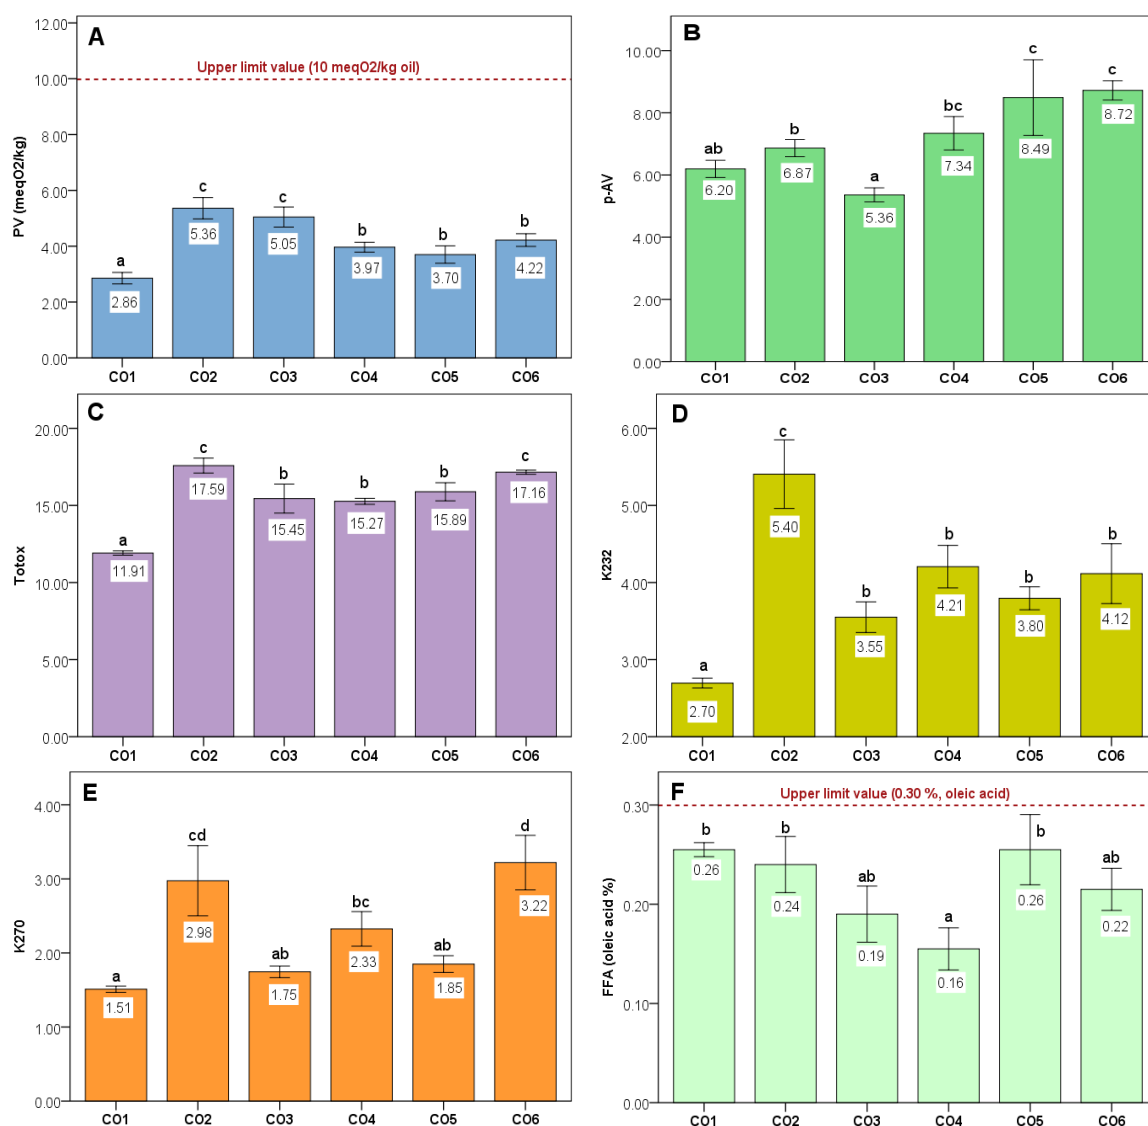 A
12.00
10.00
8.00
6.00
4.00
2.00
0.00
PV (meqO2/kg)
Upper limit value (10 meqO2/kg oil)
a
c
c
b
b
b
2.86
5.36
5.05
3.97
3.70
4.22
CO1 CO2 CO3 CO4 CO5 CO6
B
10.00
8.00
6.00
4.00
2.00
0.00
p-AV
ab
b
a
bc
c
c
6.20
6.87
5.36
7.34
8.49
8.72
CO1 CO2 CO3 CO4 CO5 CO6
C
20.00
15.00
10.00
5.00
0.00
Totox
a
c
b
b
b
c
11.91
17.59
15.45
15.27
15.89
17.16
CO1 CO2 CO3 CO4 CO5 CO6
D
6.00
5.00
4.00
3.00
2.00
K232
a
c
b
b
b
b
2.70
5.40
3.55
4.21
3.80
4.12
CO1 CO2 CO3 CO4 CO5 CO6
E
4.00
3.00
2.00
1.00
0.00
K270
a
cd
ab
bc
ab
d
1.51
2.98
1.75
2.33
1.85
3.22
CO1 CO2 CO3 CO4 CO5 CO6
F
0.30
0.20
0.10
0.00
FFA (oleic acid %)
Upper limit value (0.30 %, oleic acid)
b
b
ab
a
b
ab
0.26
0.24
0.19
0.16
0.26
0.22
CO1 CO2 CO3 CO4 CO5 CO6